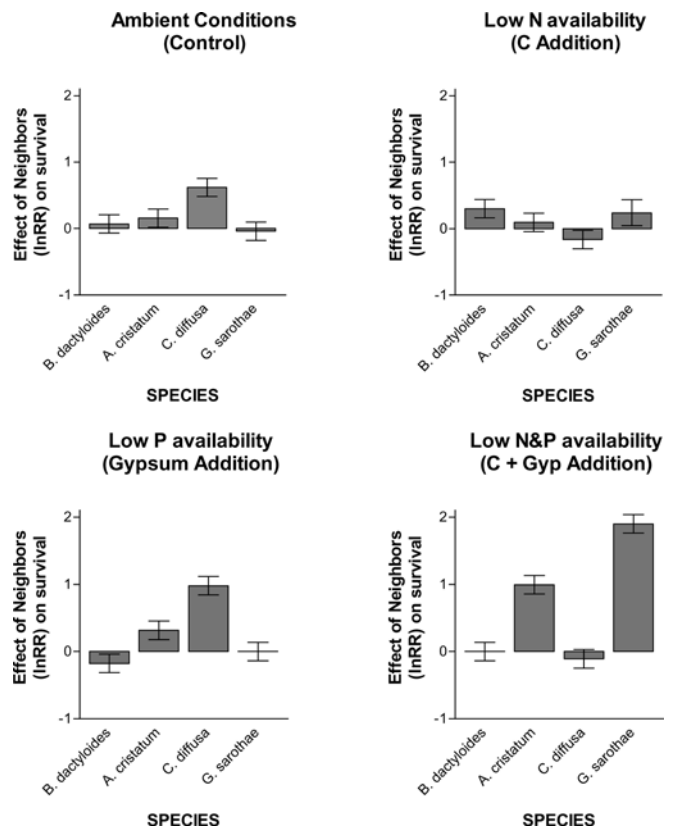 Ambient Conditions
(Control)
Effect of Neighbors
(lnRR) on survival
2
1
0
-1
B. dactyloides
A. cristatum
C. diffusa
G. sarothae
SPECIES
Low N availability
(C Addition)
Effect of Neighbors
(lnRR) on survival
2
1
0
-1
B. dactyloides
A. cristatum
C. diffusa
G. sarothae
SPECIES
Low P availability
(Gypsum Addition)
Effect of Neighbors
(lnRR) on survival
2
1
0
-1
B. dactyloides
A. cristatum
C. diffusa
G. sarothae
SPECIES
Low N&P availability
(C + Gyp Addition)
Effect of Neighbors
(lnRR) on survival
2
1
0
-1
B. dactyloides
A. cristatum
C. diffusa
G. sarothae
SPECIES